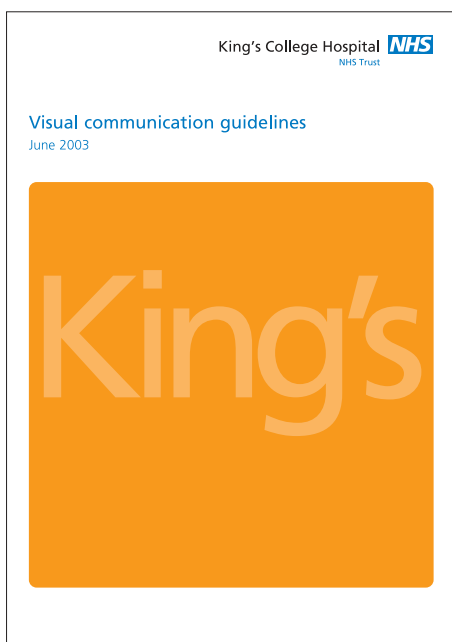 King's College Hospital NHS
NHS Trust
Visual communication guidelines
June 2003
King's